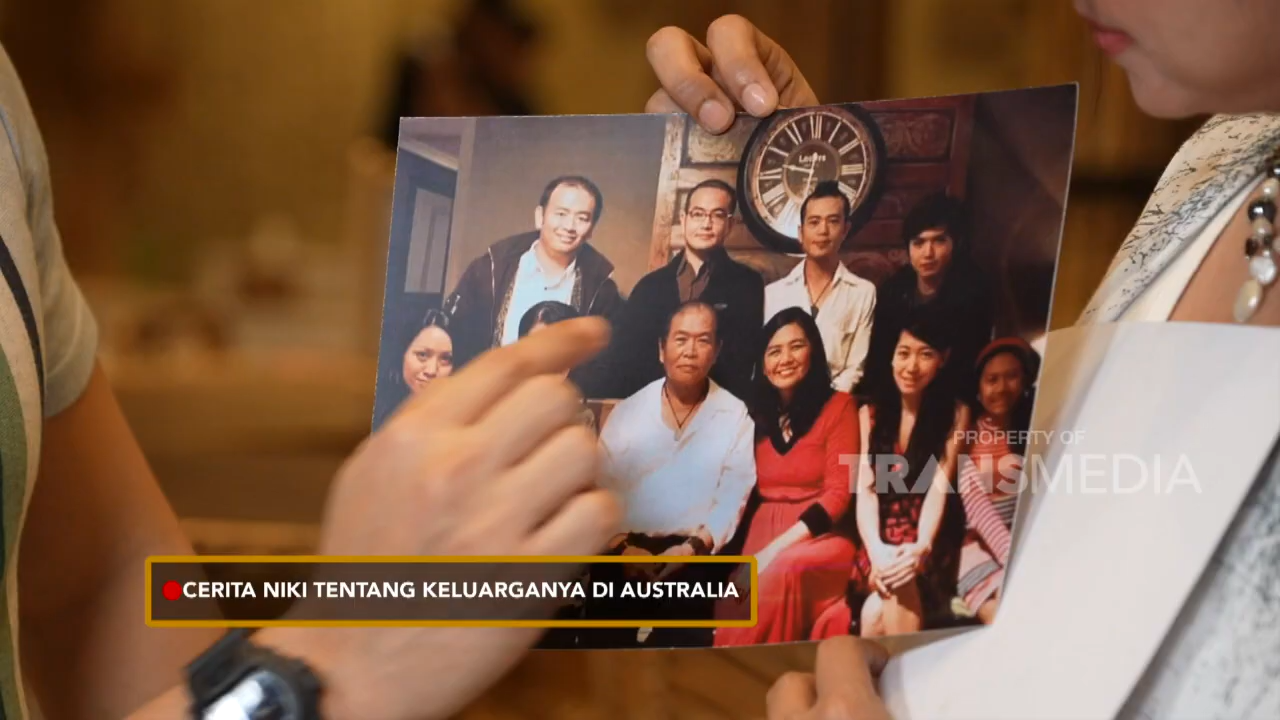 PROPERTY OF
TRANSMEDIA
CERITA NIKI TENTANG KELUARGANYA DI AUSTRALIA